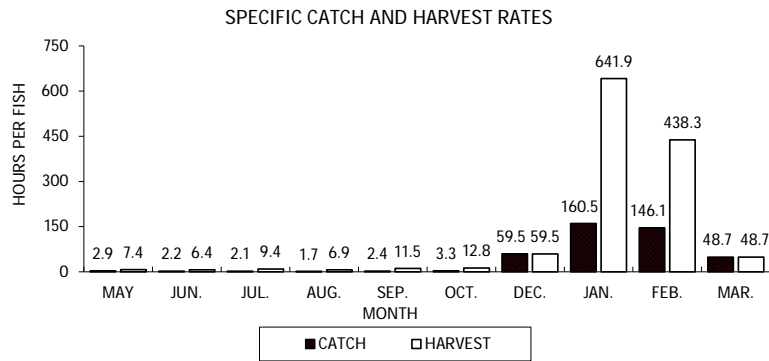 SPECIFIC CATCH AND HARVEST RATES
HOURS PER FISH
750
600
450
300
150
0
2.9 7.4 2.2 6.4 2.1 9.4 1.7 6.9 2.4 11.5 3.3 12.8 59.5 59.5 160.5 641.9 146.1 438.3 48.7 48.7
MAY JUN. JUL. AUG. SEP. OCT. DEC. JAN. FEB. MAR.
MONTH
CATCH HARVEST